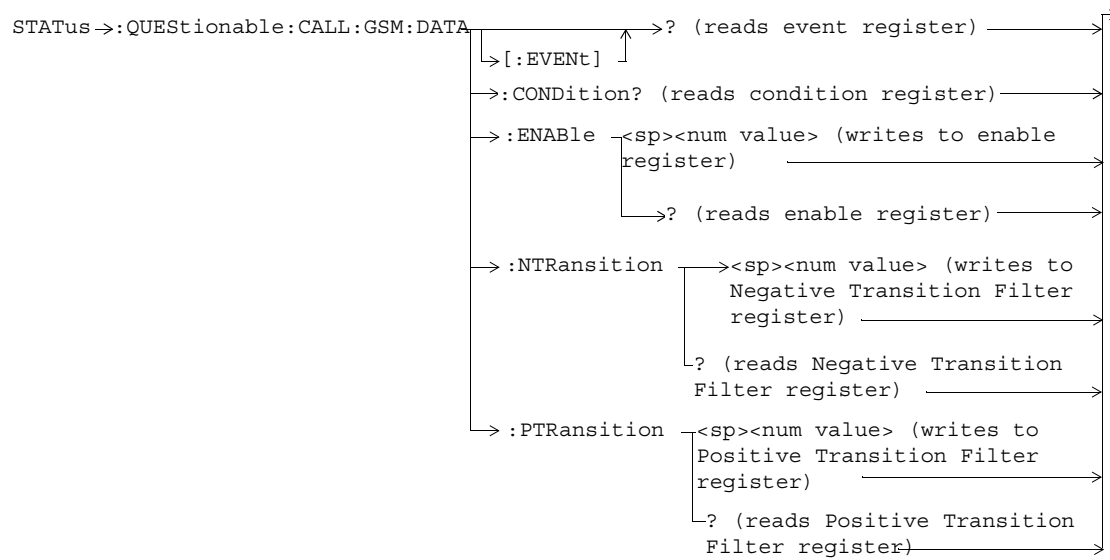 STATus :QUEStionable:CALL:GSM:DATA ? (reads event register)
[:EVENt]
:CONDition? (reads condition register)
:ENABle <sp><num value> (writes to enable
register)
? (reads enable register)
:NTRansition <sp><num value> (writes to
Negative Transition Filter
register)
? (reads Negative Transition
Filter register)
:PTRansition <sp><num value> (writes to
Positive Transition Filter
register)
? (reads Positive Transition
Filter register)